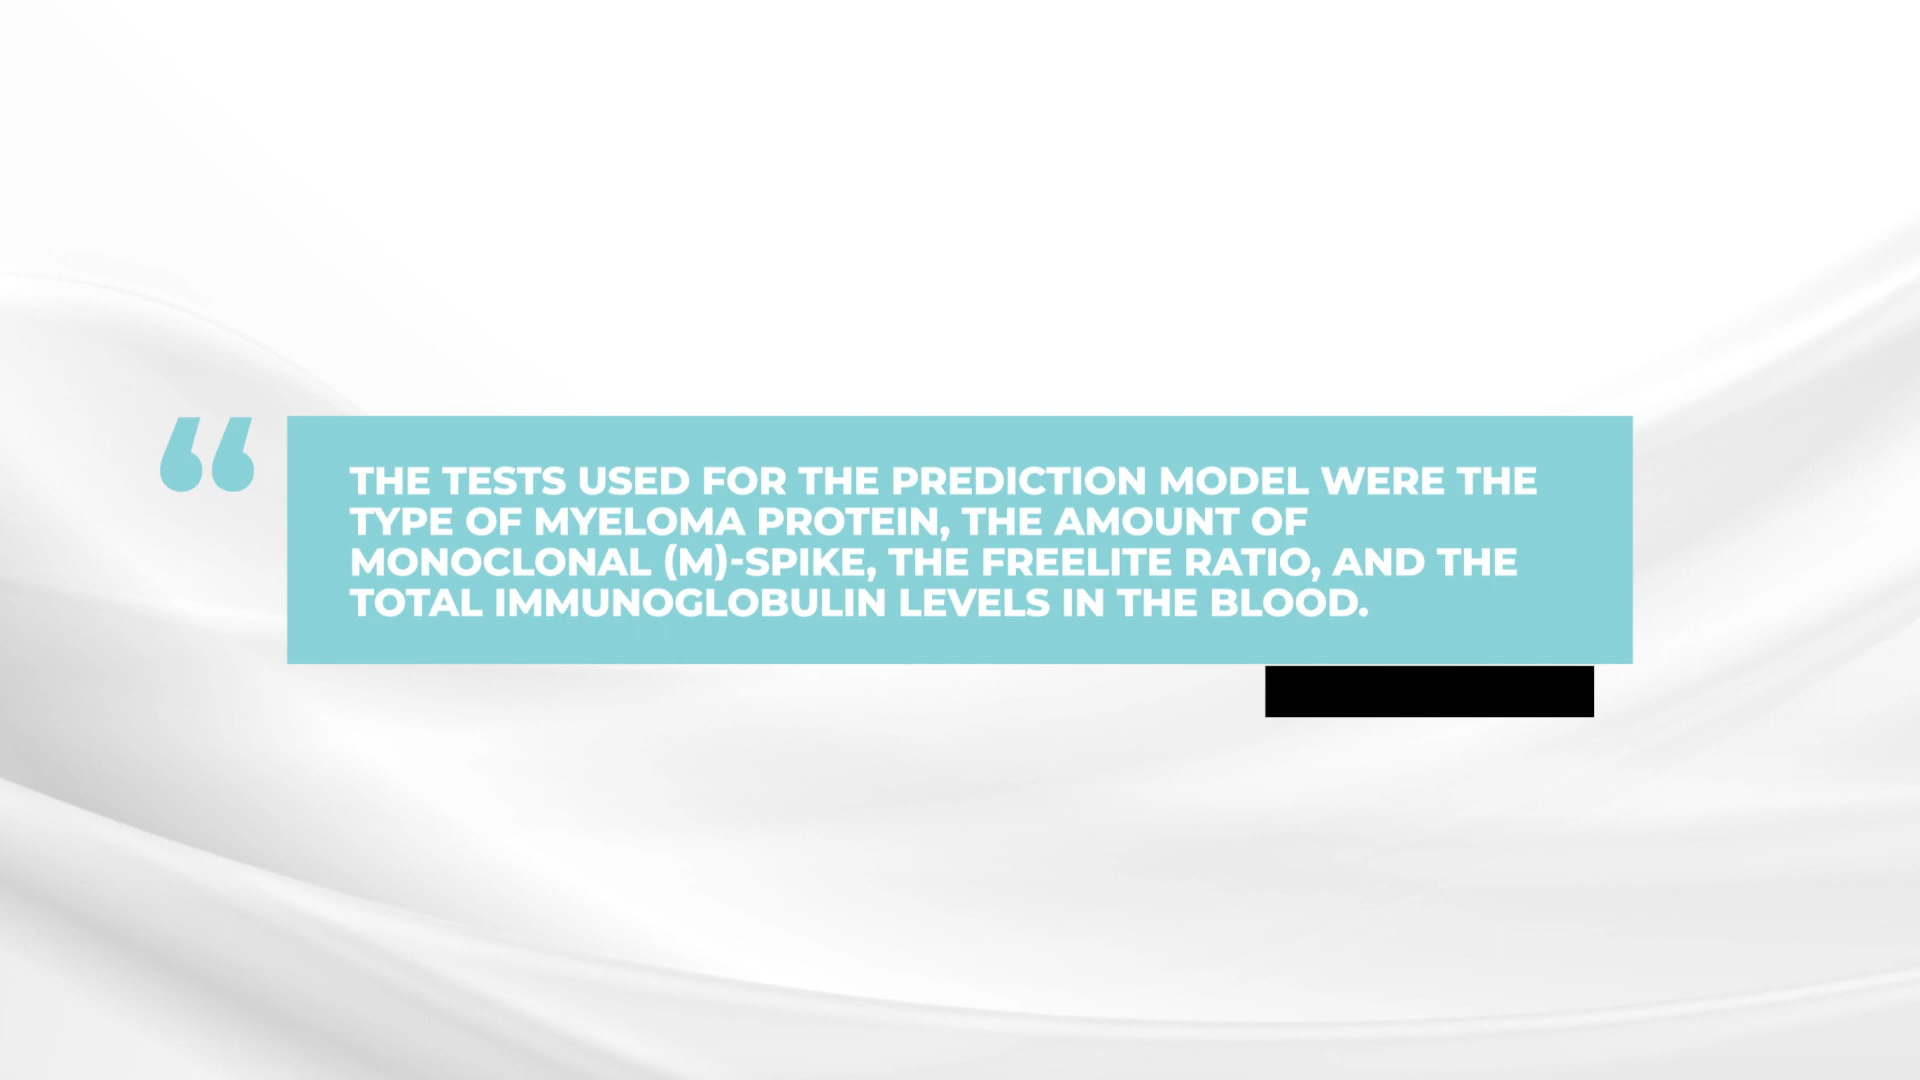 “
THE TESTS USED FOR THE PREDICTION MODEL WERE THE
TYPE OF MYELOMA PROTEIN, THE AMOUNT OF
MONOCLONAL (M)-SPIKE, THE FREELITE RATIO, AND THE
TOTAL IMMUNOGLOBULIN LEVELS IN THE BLOOD.